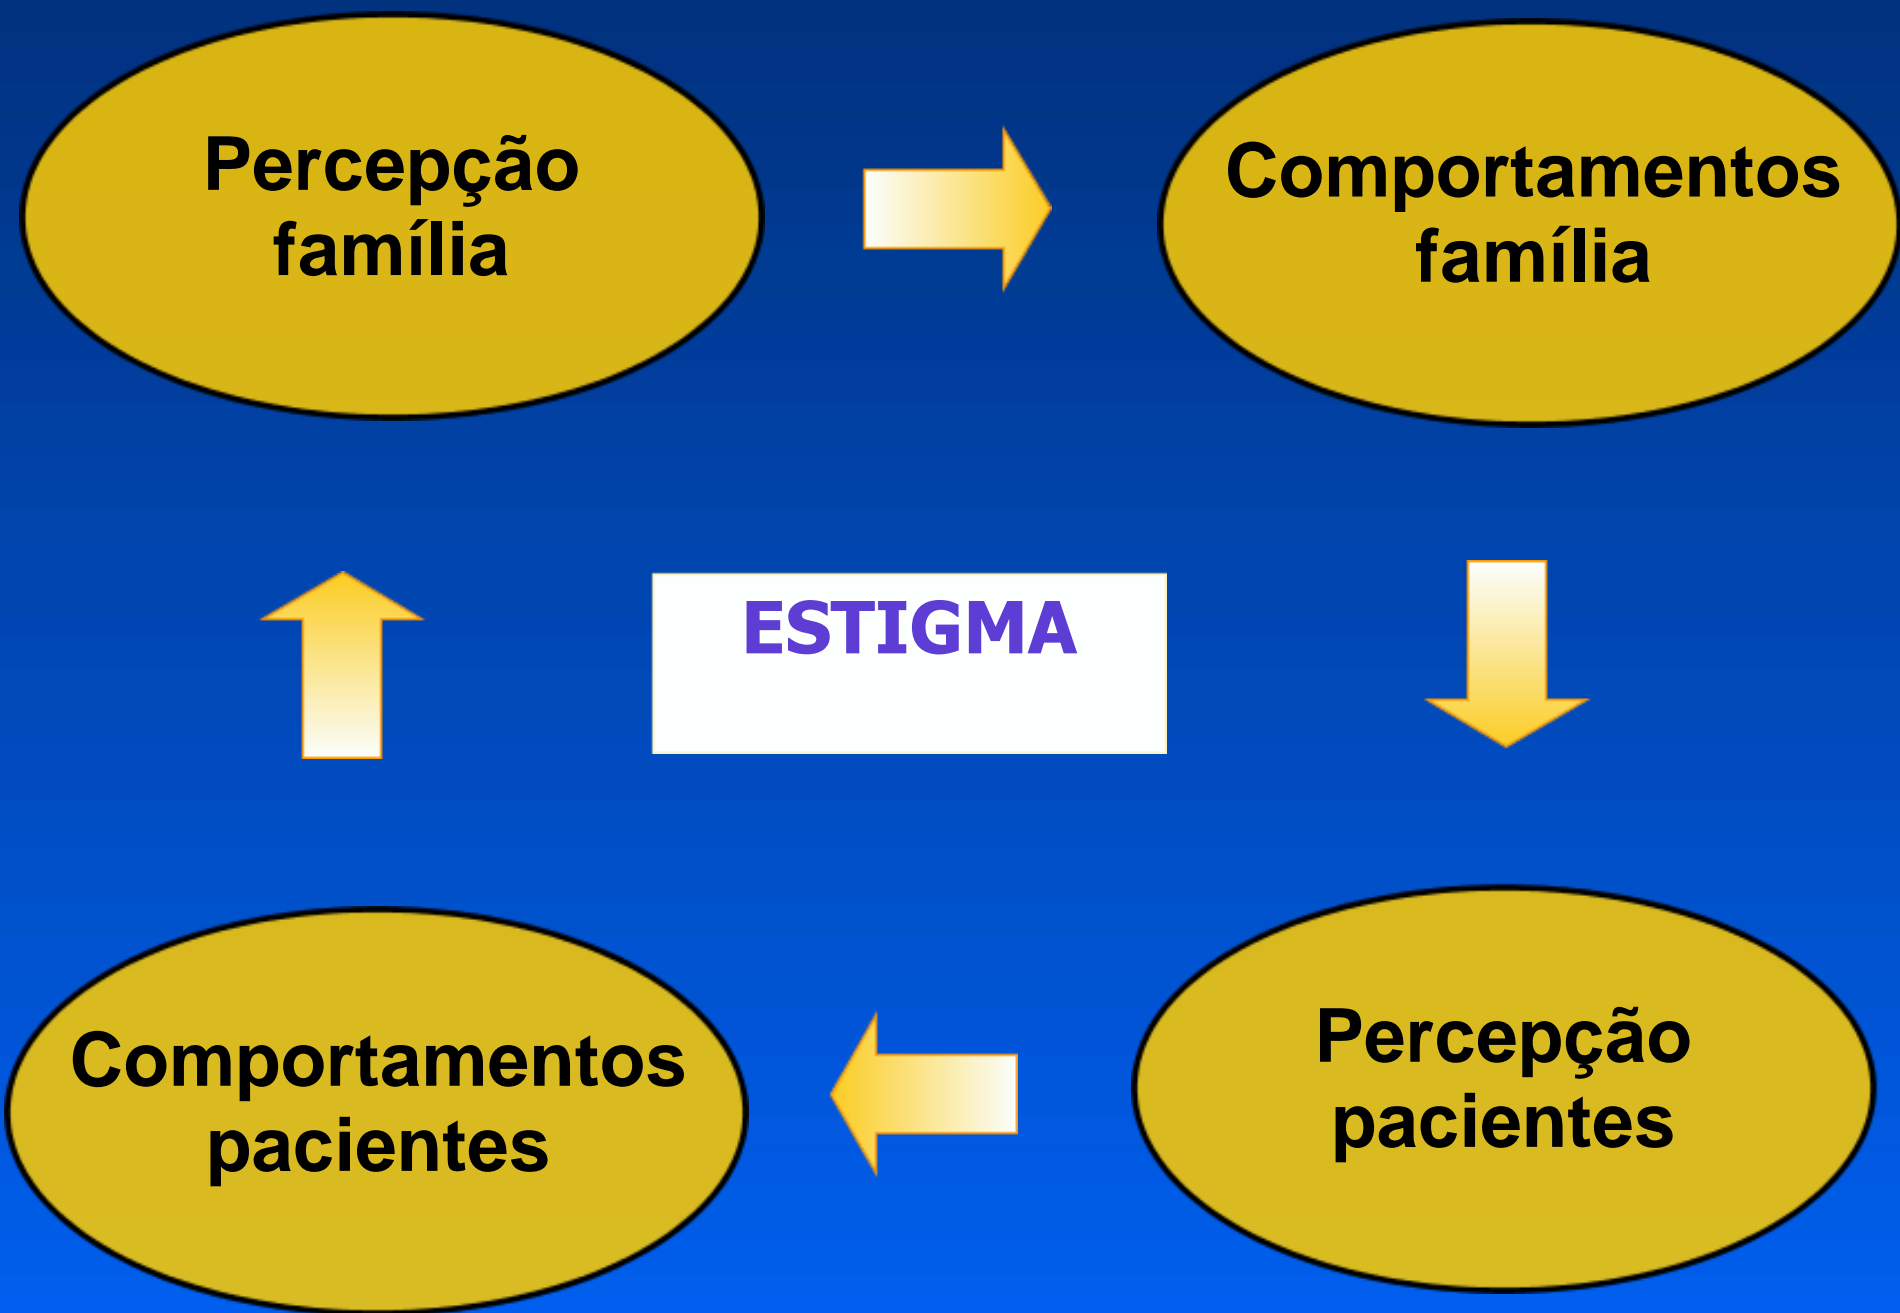 Percepção
família
Comportamentos
família
ESTIGMA
Comportamentos
pacientes
Percepção
pacientes